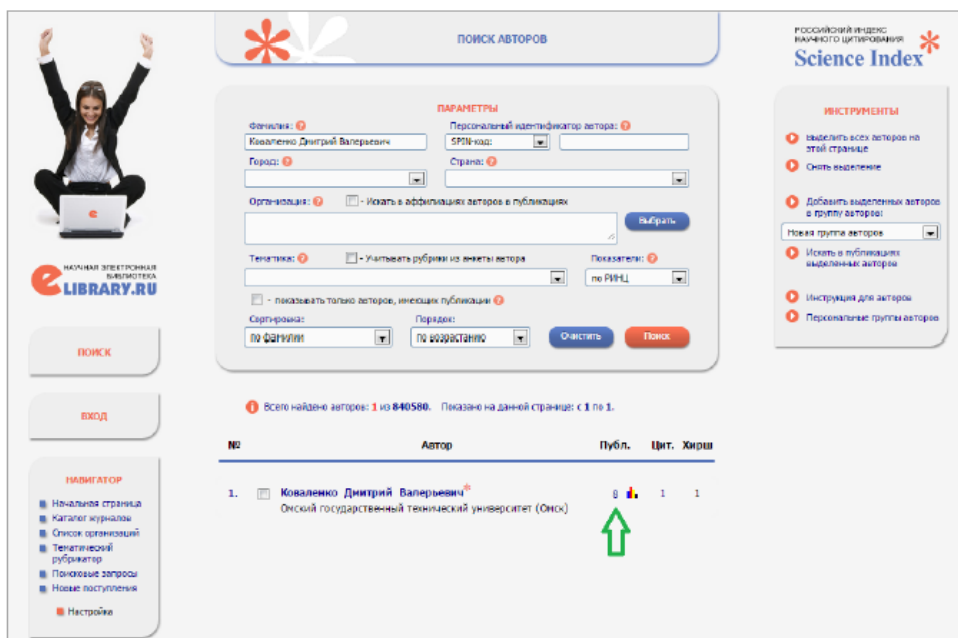 ПОИСК АВТОРОВ
РОССИЙСКИЙ ИНДЕКС
НАУЧНОГО ЦИТИРОВАНИЯ
Science Index
НАУЧНАЯ ЭЛЕКТРОННАЯ
БИБЛИОТЕКА
eLIBRARY.RU
ПОИСК
ВХОД
НАВИГАТОР
Начальная страница
Каталог журналов
Список организаций
Тематический
рубрикатор
Поисковые запросы
Новые поступления
Настройка
ПАРАМЕТРЫ
Фамилия:
Персональный идентификатор автора:
Коваленко Дмитрий Валерьевич
SPIN-код:
Город:
Страна:
Организация:
- Искать в аффилиациях авторов в публикациях
Выбрать
Тематика:
- Учитывать рубрики из анкеты автора
Показатели:
по РИНЦ
- показывать только авторов, имеющих публикации
Сортировка:
Порядок:
по фамилии
по возрастанию
Очистить
Поиск
Всего найдено авторов: 1 из 840580. Показано на данной странице: с 1 по 1.
№ Автор Публ. Цит. Хирш
1. Коваленко Дмитрий Валерьевич* 8 1 1
Омский государственный технический университет (Омск)
ИНСТРУМЕНТЫ
Выделить всех авторов на
этой странице
Снять выделение
Добавить выделенных авторов
в группу авторов:
Новая группа авторов
Искать в публикациях
выделенных авторов
Инструкция для авторов
Персональные группы авторов